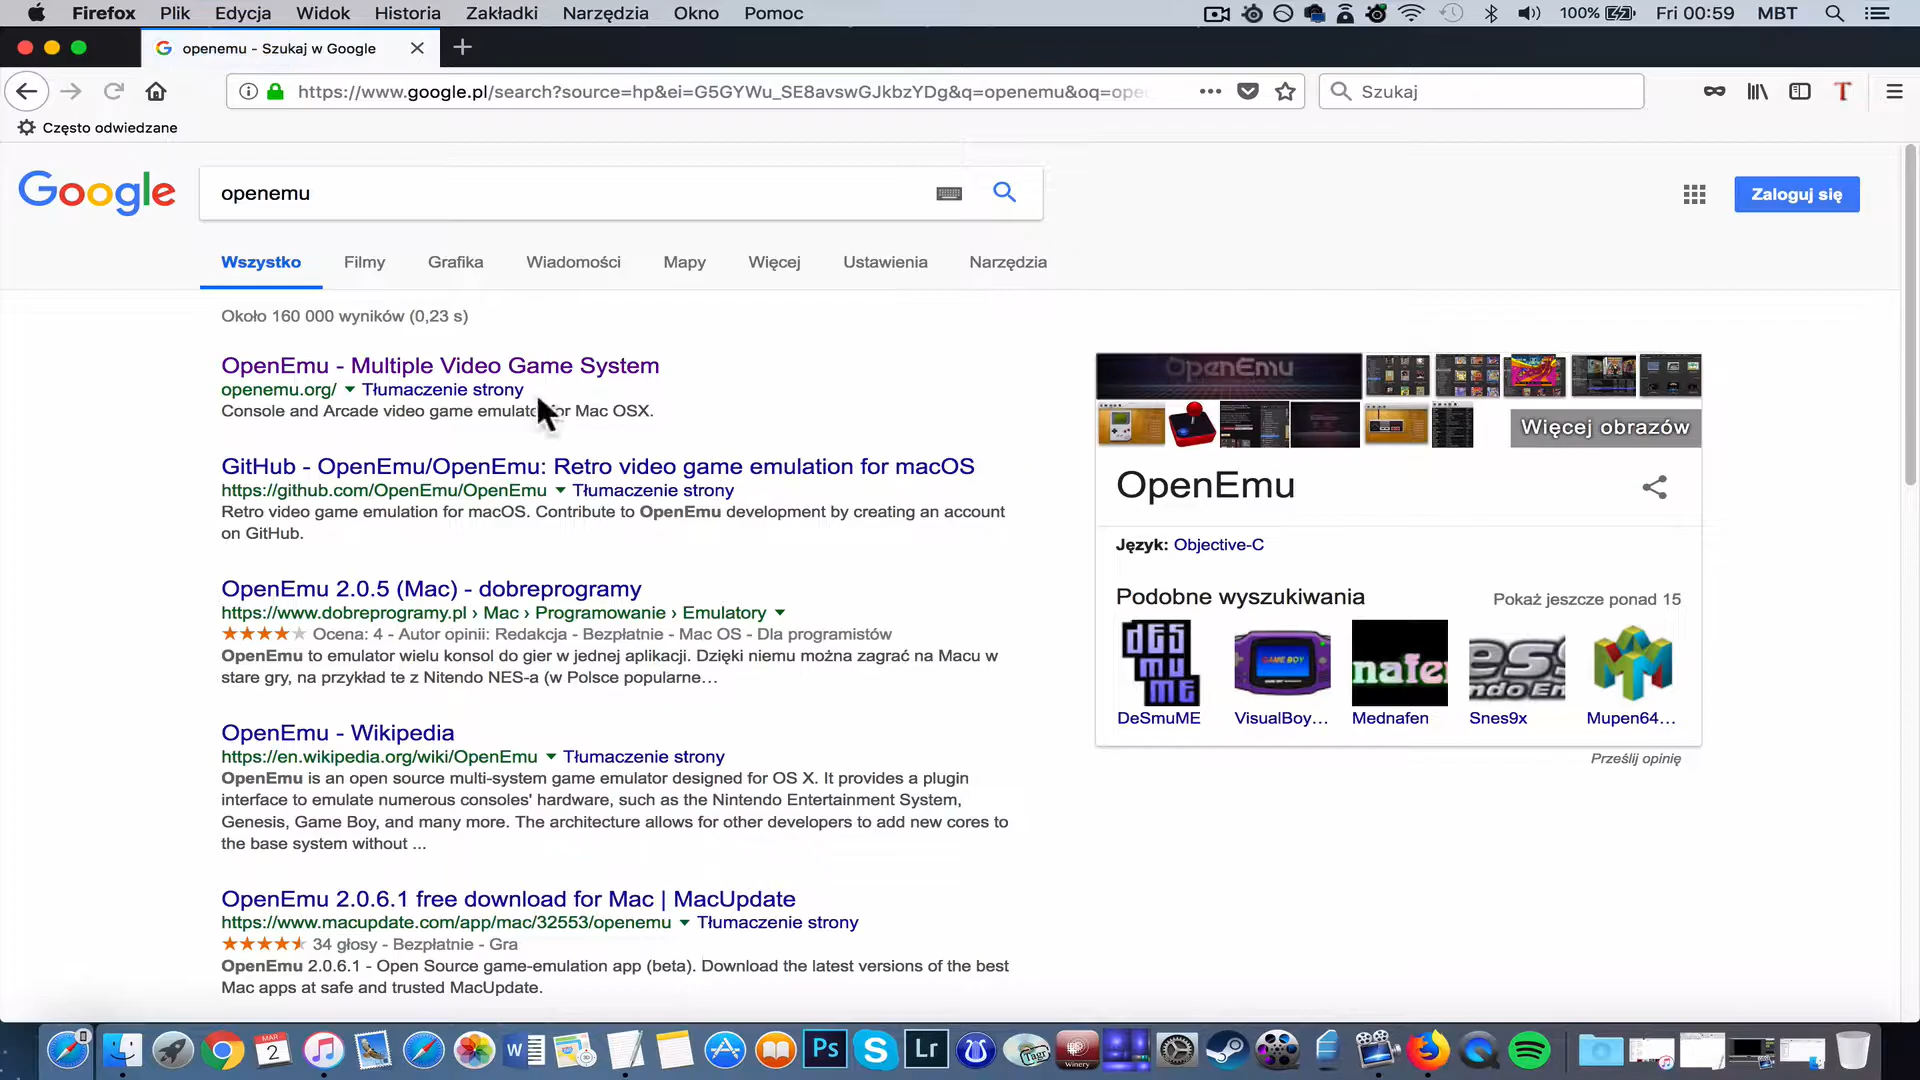 Firefox Plik Edycja Widok Historia Zakładki Narzędzia Okno Pomoc 100% Fri 00:59 MBT
openemu - Szukaj w Google
https://www.google.pl/search?source=hp&ei=G5GYWu_SE8avswGJkbzYDg&q=openemu&oq=ope
Szukaj
Często odwiedzane
Google openemu Zaloguj się
Wszystko Filmy Grafika Wiadomości Mapy Więcej Ustawienia Narzędzia
Około 160 000 wyników (0,23 s)
OpenEmu - Multiple Video Game System
openemu.org/ Tłumaczenie strony
Console and Arcade video game emulator for Mac OSX.
GitHub - OpenEmu/OpenEmu: Retro video game emulation for macOS
https://github.com/OpenEmu/OpenEmu Tłumaczenie strony
Retro video game emulation for macOS. Contribute to OpenEmu development by creating an account
on GitHub.
OpenEmu 2.0.5 (Mac) - dobreprogramy
https://www.dobreprogramy.pl › Mac › Programowanie › Emulatory
Ocena: 4 - Autor opinii: Redakcja - Bezpłatnie - Mac OS - Dla programistów
OpenEmu to emulator wielu konsol do gier w jednej aplikacji. Dzięki niemu można zagrać na Macu w
stare gry, na przykład te z Nitendo NES-a (w Polsce popularne…
OpenEmu - Wikipedia
https://en.wikipedia.org/wiki/OpenEmu Tłumaczenie strony
OpenEmu is an open source multi-system game emulator designed for OS X. It provides a plugin
interface to emulate numerous consoles' hardware, such as the Nintendo Entertainment System,
Genesis, Game Boy, and many more. The architecture allows for other developers to add new cores to
the base system without ...
OpenEmu 2.0.6.1 free download for Mac | MacUpdate
https://www.macupdate.com/app/mac/32553/openemu Tłumaczenie strony
34 głosy - Bezpłatnie - Gra
OpenEmu 2.0.6.1 - Open Source game-emulation app (beta). Download the latest versions of the best
Mac apps at safe and trusted MacUpdate.
OpenEmu
Więcej obrazów
OpenEmu
Język: Objective-C
Podobne wyszukiwania Pokaż jeszcze ponad 15
DESMUME
GAME BOY
nafen
DeSmuME VisualBoy... Mednafen Snes9x Mupen64...
Prześlij opinię
MAR 2
W
Ps
Lr
Tagr
Winery